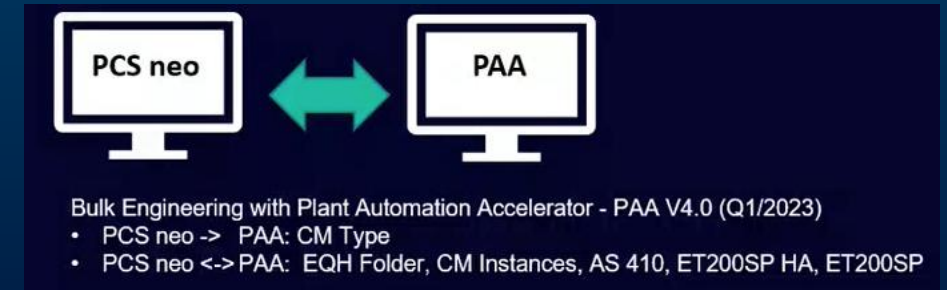 PCS neo
PAA
Bulk Engineering with Plant Automation Accelerator - PAA V4.0 (Q1/2023)
• PCS neo -> PAA: CM Type
• PCS neo <-> PAA: EQH Folder, CM Instances, AS 410, ET200SP HA, ET200SP